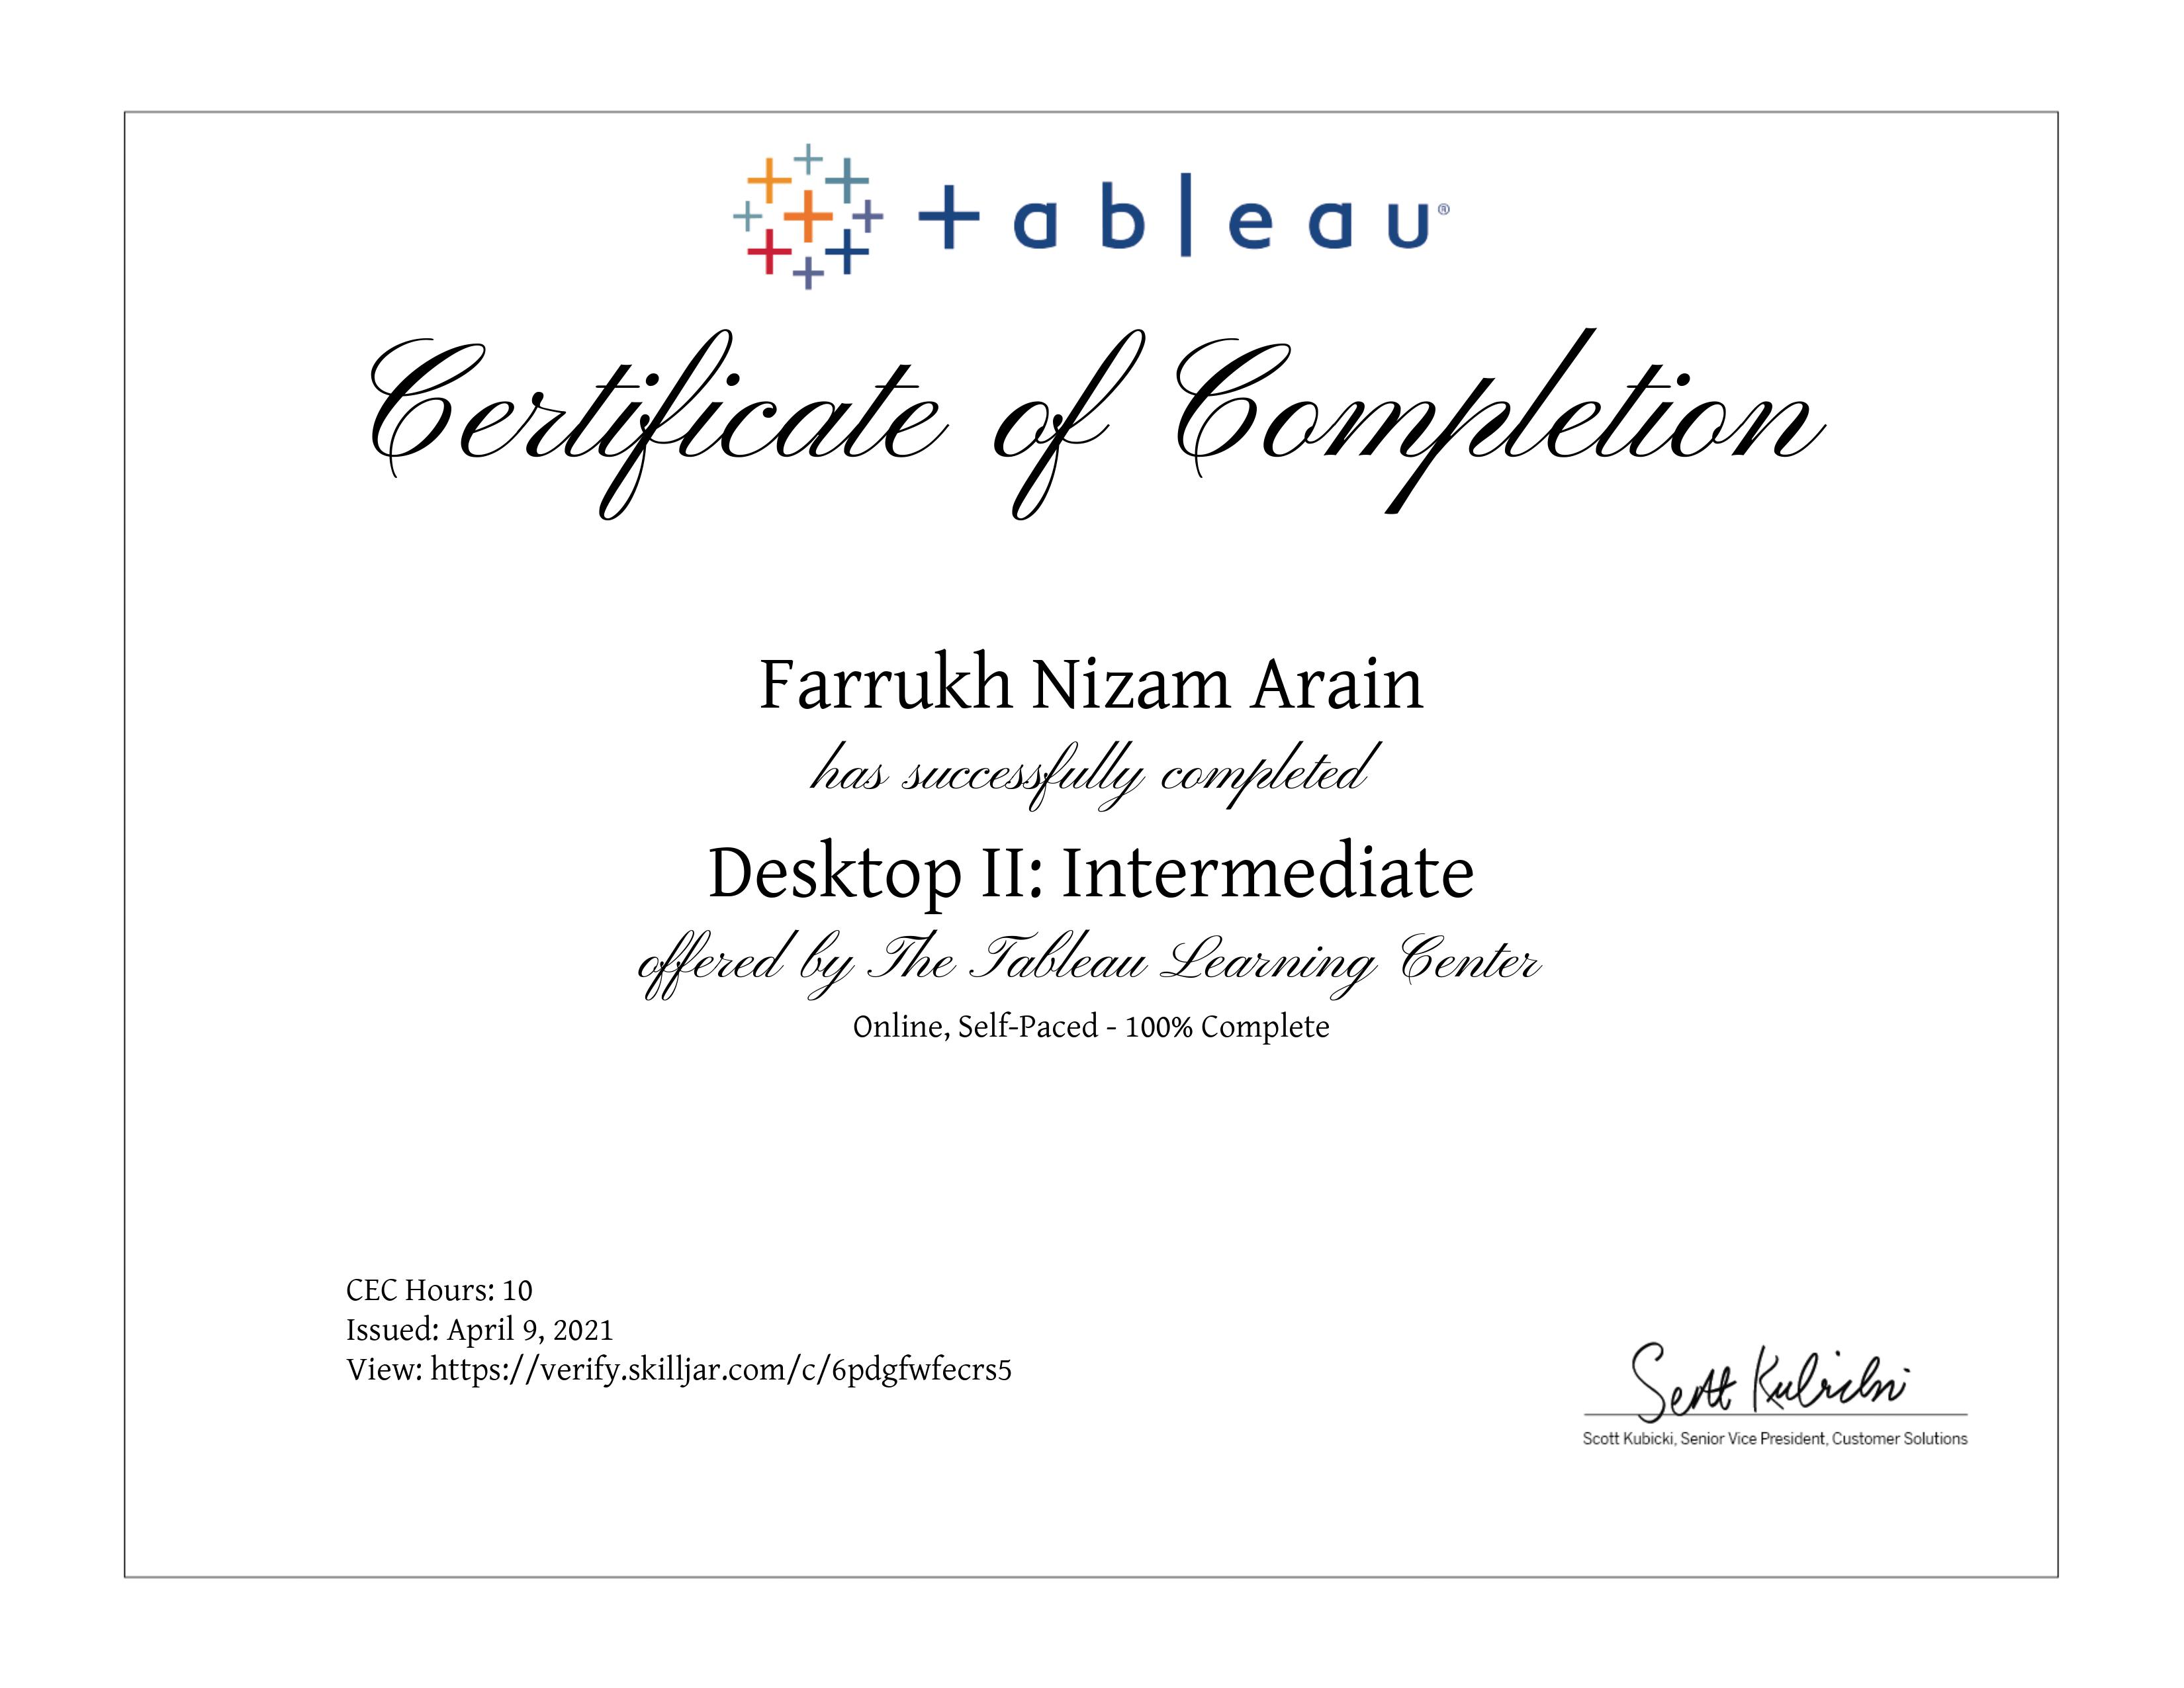 +ableau®
Certificate of Completion
Farrukh Nizam Arain
has successfully completed
Desktop II: Intermediate
offered by The Tableau Learning Center
Online, Self-Paced - 100% Complete
CEC Hours: 10
Issued: April 9, 2021
View: https://verify.skilljar.com/c/6pdgfwfecrs5
Scott Kubicki
Scott Kubicki, Senior Vice President, Customer Solutions